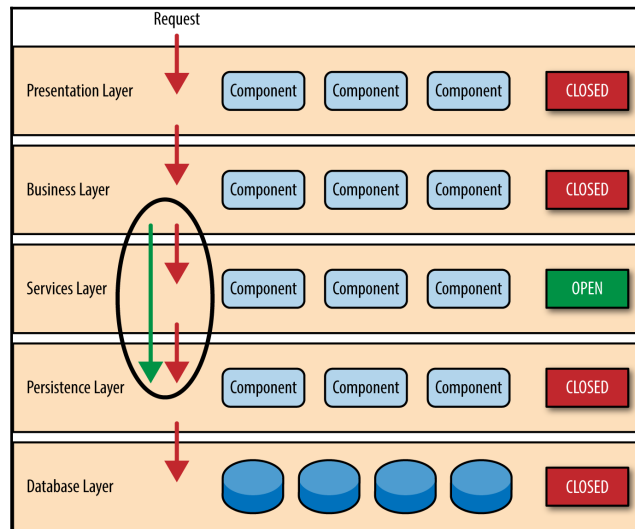 Request
Presentation Layer Component Component Component CLOSED
Business Layer Component Component Component CLOSED
Services Layer Component Component Component OPEN
Persistence Layer Component Component Component CLOSED
Database Layer CLOSED